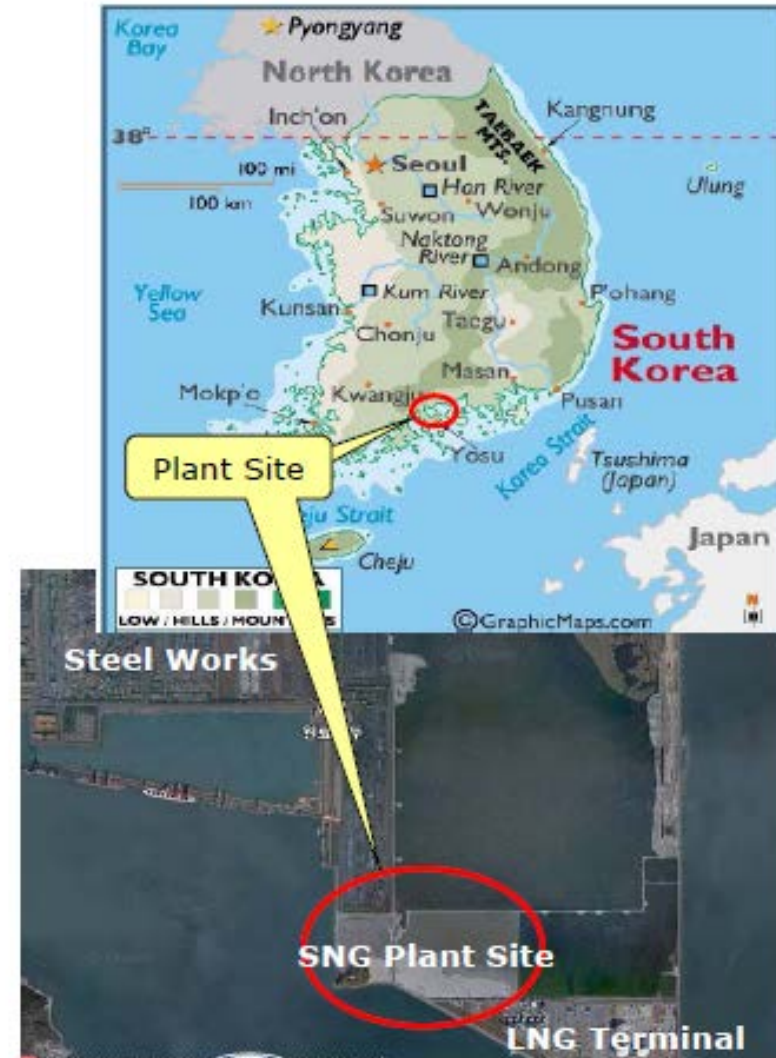 Korea
Bay
Pyongyang
North Korea
Inch'on
TAEBAEK
MTS.
Kangnung
38°
100 mi
100 km
Seoul
Han River
Ulung
Suwon
Wonju
Naktong
River
Andong
Yellow
Sea
Kum River
P'ohang
Kunsan
Chonju
Taegu
South
Korea
Masan
Mokp'o
Kwangju
Pusan
Yosu
Korea Strait
Tsushima
(Japan)
Plant Site
Japan
eju Strait
Cheju
SOUTH KO
LOW / HILLS / MOUNT
©GraphicMaps.com
N
Steel Works
SNG Plant Site
LNG Terminal